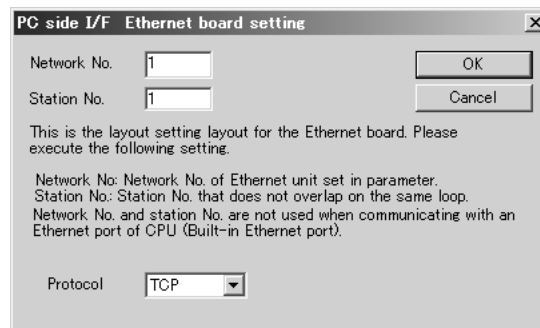 PC side I/F Ethernet board setting
Network No. 1
OK
Station No. 1
Cancel
This is the layout setting layout for the Ethernet board. Please
execute the following setting.
Network No: Network No. of Ethernet unit set in parameter.
Station No.: Station No. that does not overlap on the same loop.
Network No. and station No. are not used when communicating with an
Ethernet port of CPU (Built-in Ethernet port).
Protocol TCP